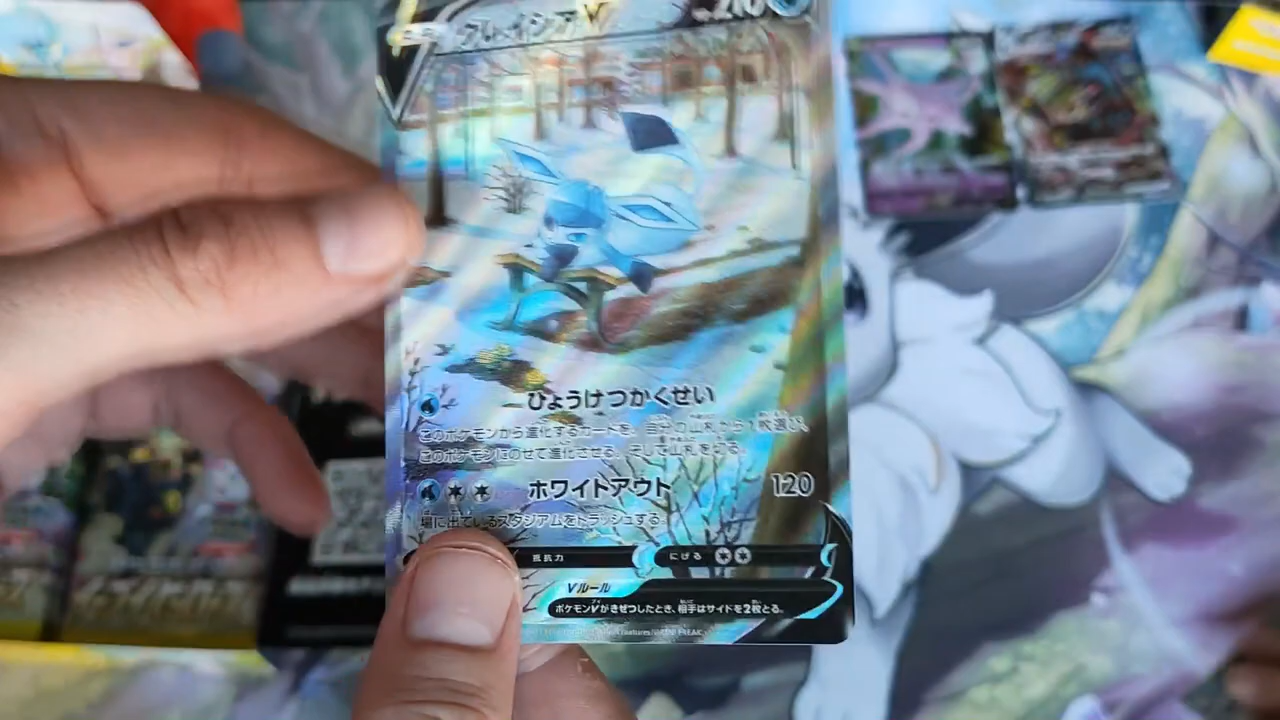 グレイシアV
210
ひょうけつかくせい
このポケモンから進化するカードを、自分の山札から1枚選び、
このポケモンにのせて進化させる。そして山札を切る。
ホワイトアウト 120
場に出ているスタジアムをトラッシュする。
抵抗力 にげる
Vルール
ポケモンVがきぜつしたとき、相手はサイドを2枚とる。